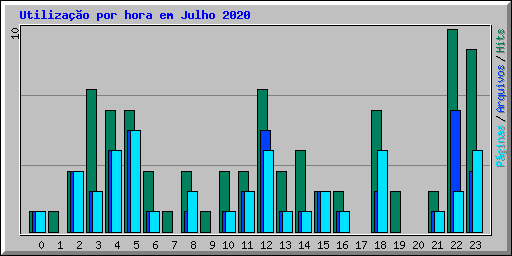 Utilização por hora em Julho 2020
10
Páginas / Arquivos / Hits
0 1 2 3 4 5 6 7 8 9 10 11 12 13 14 15 16 17 18 19 20 21 22 23